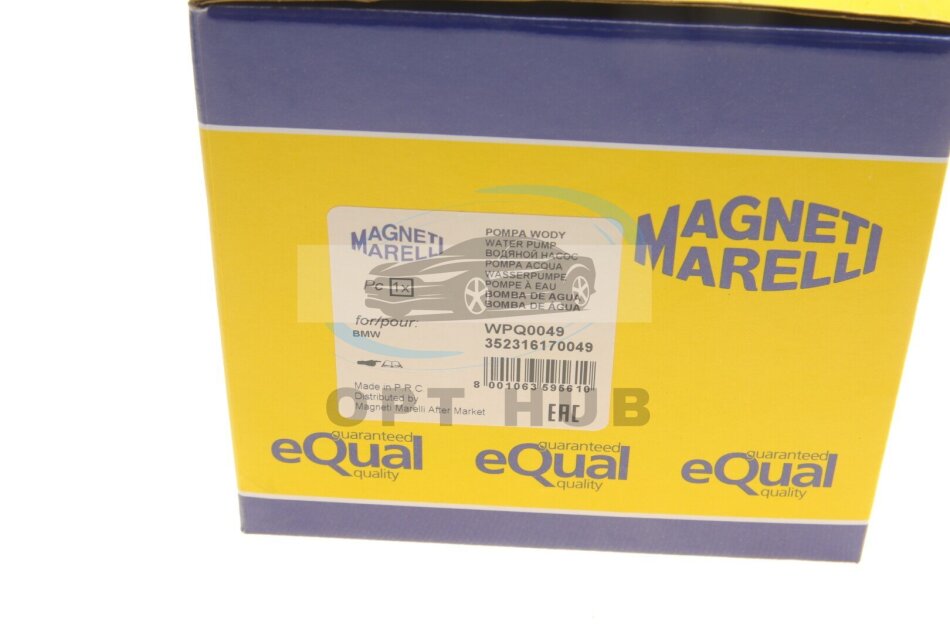 MAGNETI
MARELLI
Pc 1x
for/pour:
BMW
POMPA WODY
WATER PUMP
ВОДЯНОЙ НАСОС
POMPA ACQUA
WASSERPUMPE
POMPE À EAU
BOMBA DE AGUA
BOMBA DE ÁGUA
WPQ0049
352316170049
8 001063 595610
Made in P.R.C
Distributed by
Magneti Marelli After Market
EAC
MAGNETI
MARELLI
OPT HUB
guaranteed
eQual
quality
guaranteed
eQual
quality
guaranteed
eQual
quality